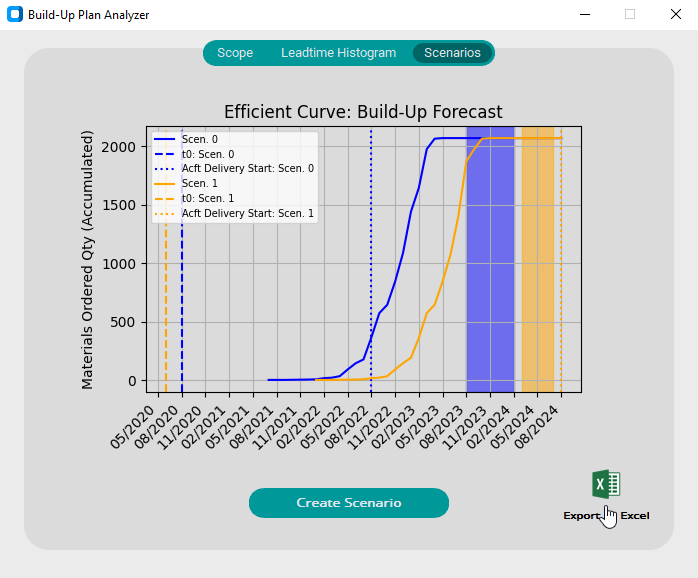 Build-Up Plan Analyzer
Scope Leadtime Histogram Scenarios
Efficient Curve: Build-Up Forecast
Materials Ordered Qty (Accumulated)
2000
1500
1000
500
0
Scen. 0
t0: Scen. 0
Acft Delivery Start: Scen. 0
Scen. 1
t0: Scen. 1
Acft Delivery Start: Scen. 1
05/2020
08/2020
11/2020
02/2021
05/2021
08/2021
11/2021
02/2022
05/2022
08/2022
11/2022
02/2023
05/2023
08/2023
11/2023
02/2024
05/2024
08/2024
Create Scenario
X
Export Excel